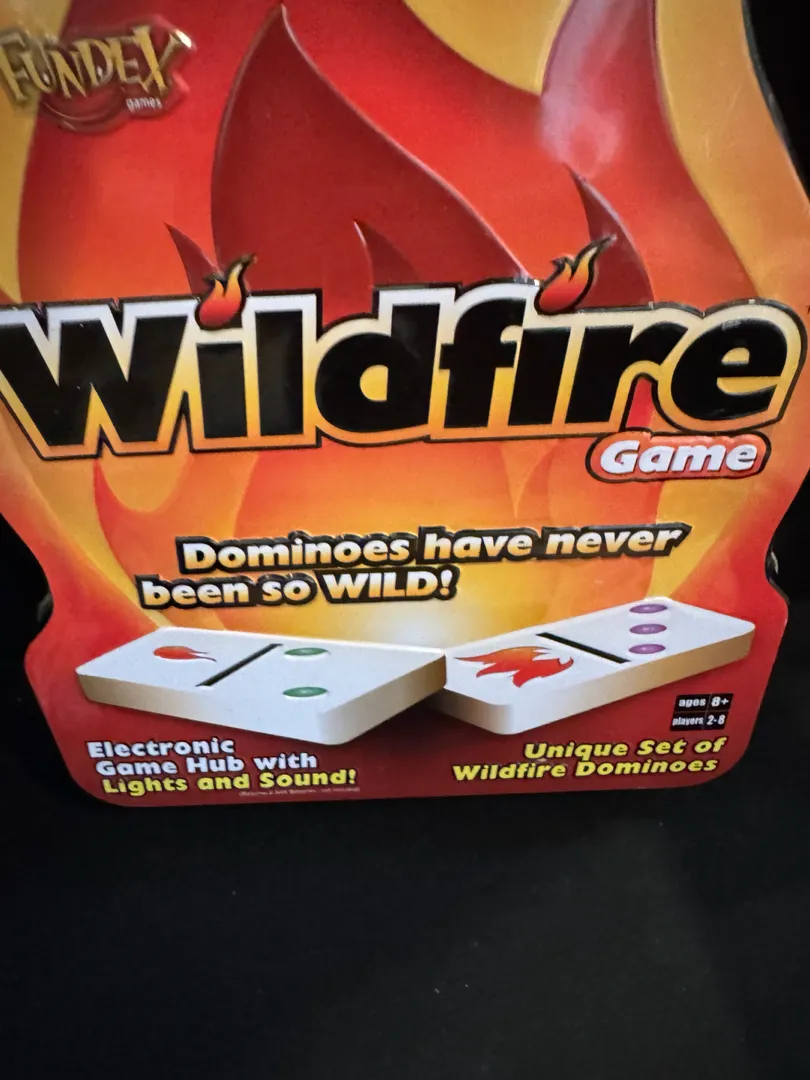 FUNDEX
games
Wildfire
Game
Dominoes have never
been so WILD!
ages 8+
players 2-8
Electronic
Game Hub with
Lights and Sound!
Unique Set of
Wildfire Dominoes